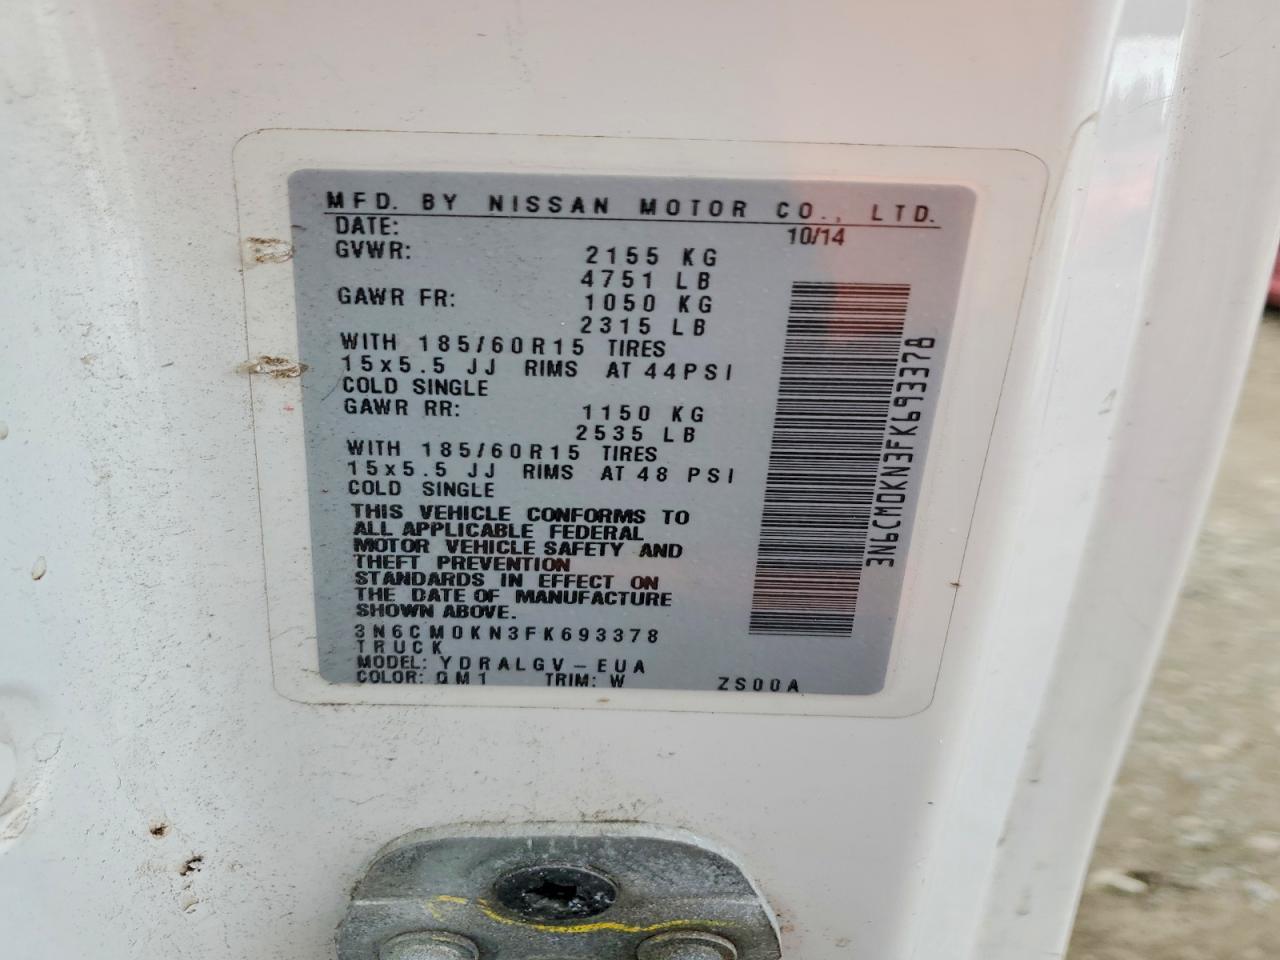 MFD. BY NISSAN MOTOR CO., LTD.
DATE: 10/14
GVWR: 2155 KG
4751 LB
GAWR FR: 1050 KG
2315 LB
WITH 185/60R15 TIRES
15x5.5 JJ RIMS AT 44PSI
COLD SINGLE
GAWR RR: 1150 KG
2535 LB
WITH 185/60R15 TIRES
15x5.5 JJ RIMS AT 48 PSI
COLD SINGLE
THIS VEHICLE CONFORMS TO
ALL APPLICABLE FEDERAL
MOTOR VEHICLE SAFETY AND
THEFT PREVENTION
STANDARDS IN EFFECT ON
THE DATE OF MANUFACTURE
SHOWN ABOVE.
3N6CM0KN3FK693378
TRUCK
MODEL: YDRALGV-EUA
COLOR: QM1 TRIM: W ZS00A
3N6CM0KN3FK693378